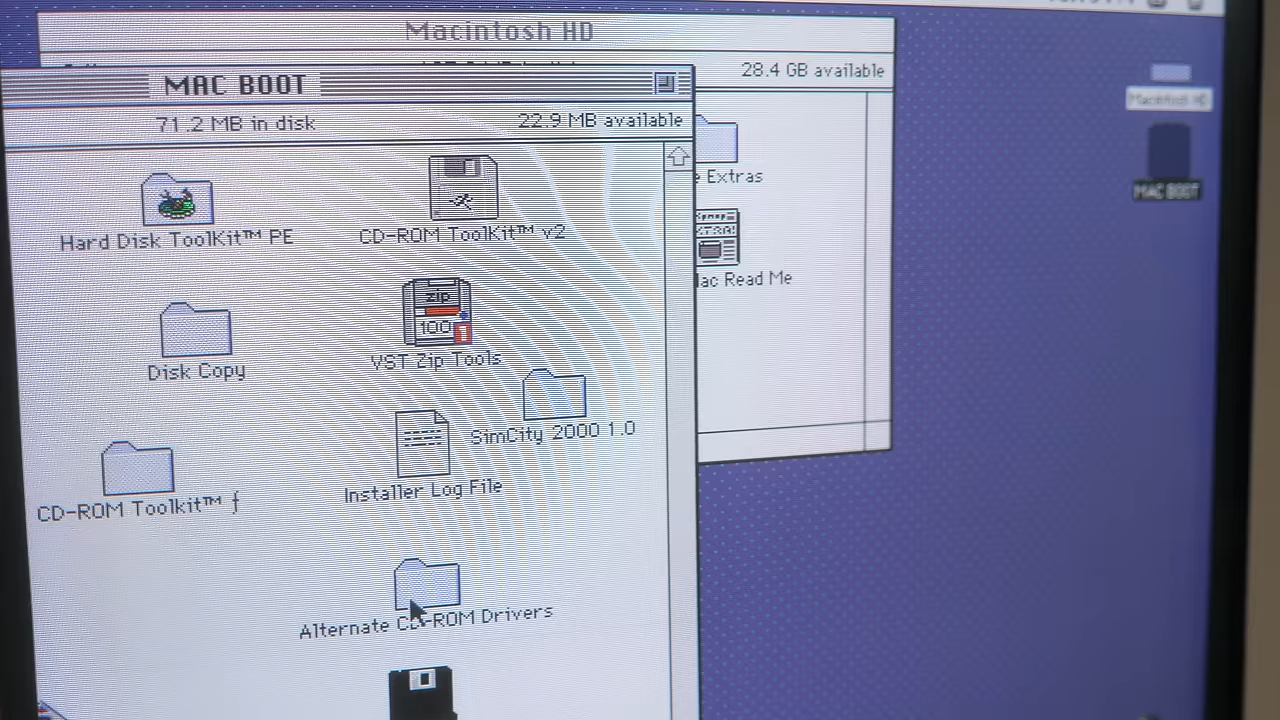 Macintosh HD
28.4 GB available
MAC BOOT
71.2 MB in disk
22.9 MB available
Hard Disk ToolKit™ PE
CD-ROM ToolKit™ v2
Extras
Macintosh HD
MAC BOOT
zip
100
Disk Copy
VST Zip Tools
Read Me
SimCity 2000 1.0
CD-ROM Toolkit™ ƒ
Installer Log File
Alternate CD-ROM Drivers